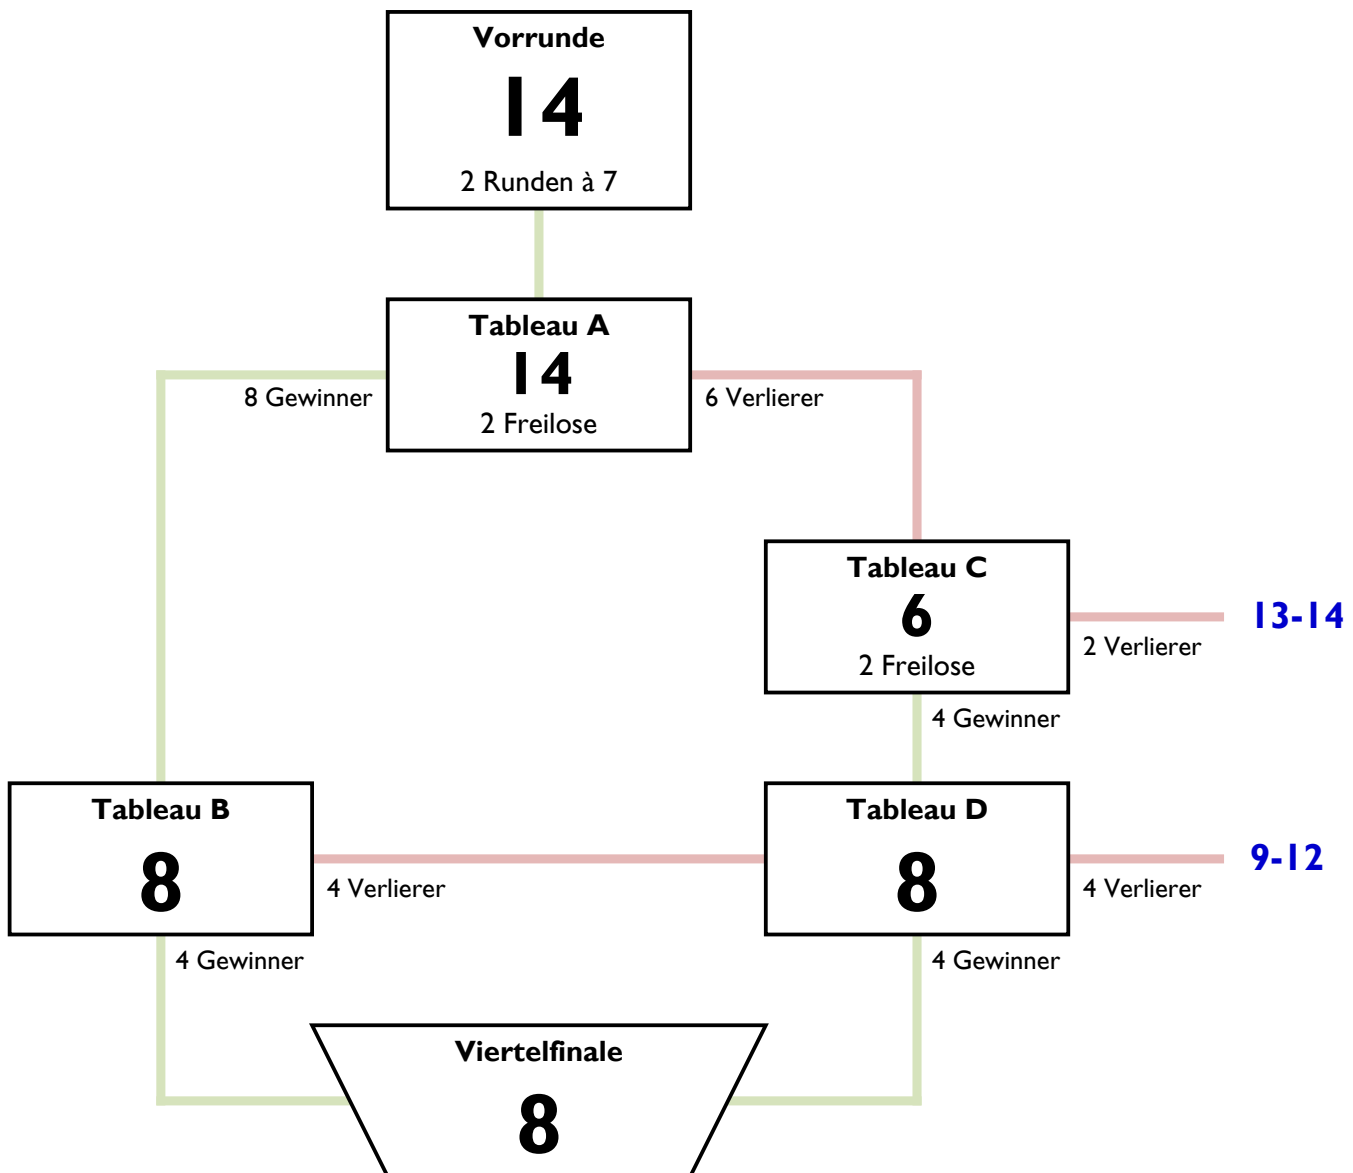 Vorrunde
14
2 Runden à 7
Tableau A
14
2 Freilose
8 Gewinner
6 Verlierer
Tableau C
6
2 Freilose
2 Verlierer
13-14
4 Gewinner
Tableau B
8
4 Verlierer
4 Gewinner
Tableau D
8
4 Verlierer
9-12
4 Gewinner
Viertelfinale
8